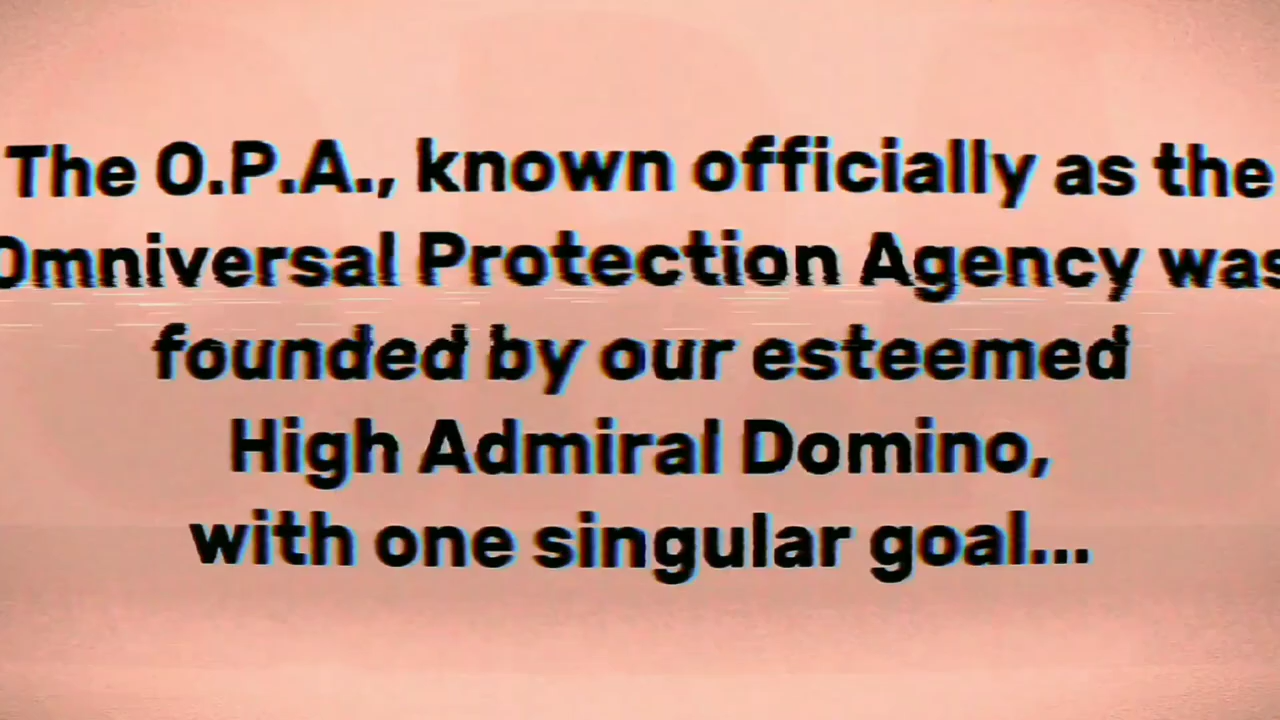 The O.P.A., known officially as the
Omniversal Protection Agency was
founded by our esteemed
High Admiral Domino,
with one singular goal...